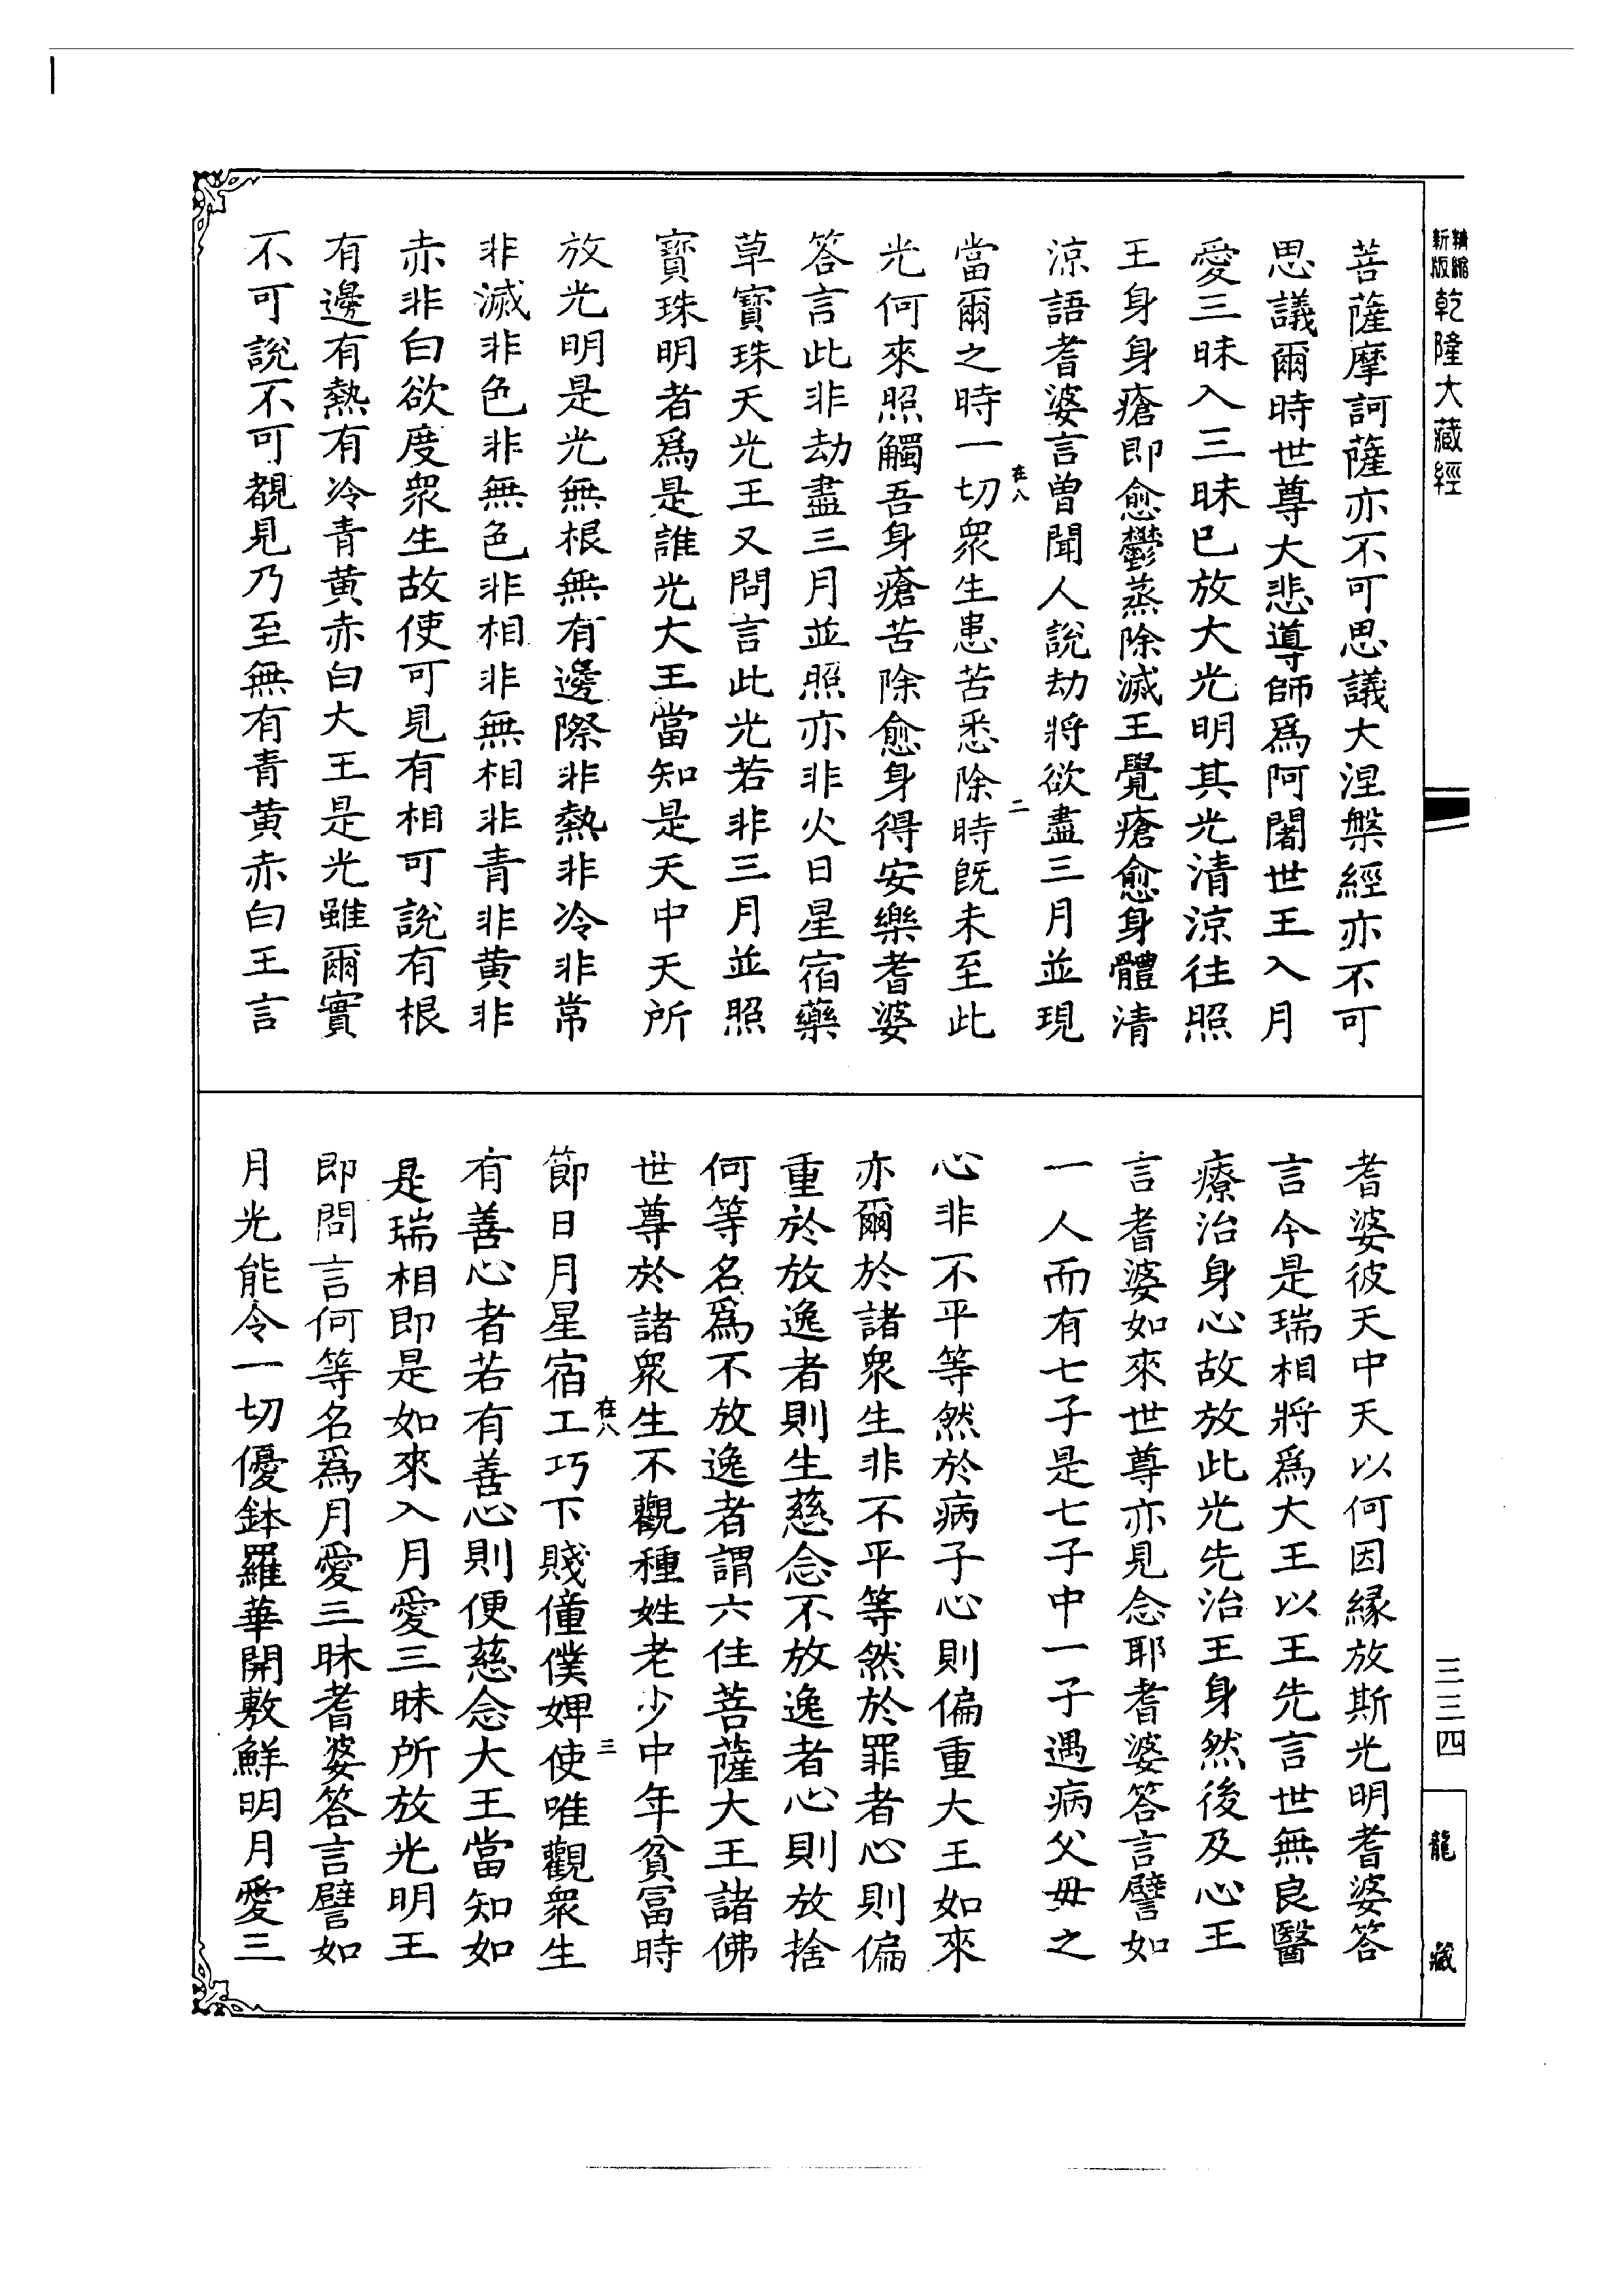 新版
乾隆大藏經
菩薩摩訶薩亦不可思議大涅槃經亦不可
思議爾時世尊大悲導師爲阿闍世王入月
愛三昧入三昧已放大光明其光清涼往照
王身身瘡即愈鬱蒸除滅王覺瘡愈身體清
涼語耆婆言曾聞人說劫將欲盡三月並現
在八
二
當爾之時一切衆生患苦悉除時旣未至此
光何來照觸吾身瘡苦除愈身得安樂耆婆
答言此非劫盡三月並照亦非火日星宿藥
草寶珠天光王又問言此光若非三月並照
寶珠明者爲是誰光大王當知是天中天所
放光明是光無根無有邊際非熱非冷非常
非滅非色非無色非相非無相非青非黃非
赤非白欲度衆生故使可見有相可說有根
有邊有熱有冷青黃赤白大王是光雖爾實
不可說不可覩見乃至無有青黃赤白王言
耆婆彼天中天以何因緣放斯光明耆婆答
言今是瑞相將爲大王以王先言世無良醫
療治身心故放此光先治王身然後及心王
言耆婆如來世尊亦見念耶耆婆答言譬如
一人而有七子是七子中一子遇病父毋之
心非不平等然於病子心則偏重大王如來
亦爾於諸衆生非不平等然於罪者心則偏
重於放逸者則生慈念不放逸者心則放捨
何等名爲不放逸者謂六住菩薩大王諸佛
世尊於諸衆生不觀種姓老少中年貧富時
在八
三
節日月星宿工巧下賤僮僕婢使唯觀衆生
有善心者若有善心則便慈念大王當知如
是瑞相即是如來入月愛三昧所放光明王
即問言何等名爲月愛三昧耆婆答言譬如
月光能令一切優鉢羅華開敷鮮明月愛三
三三四
龍藏